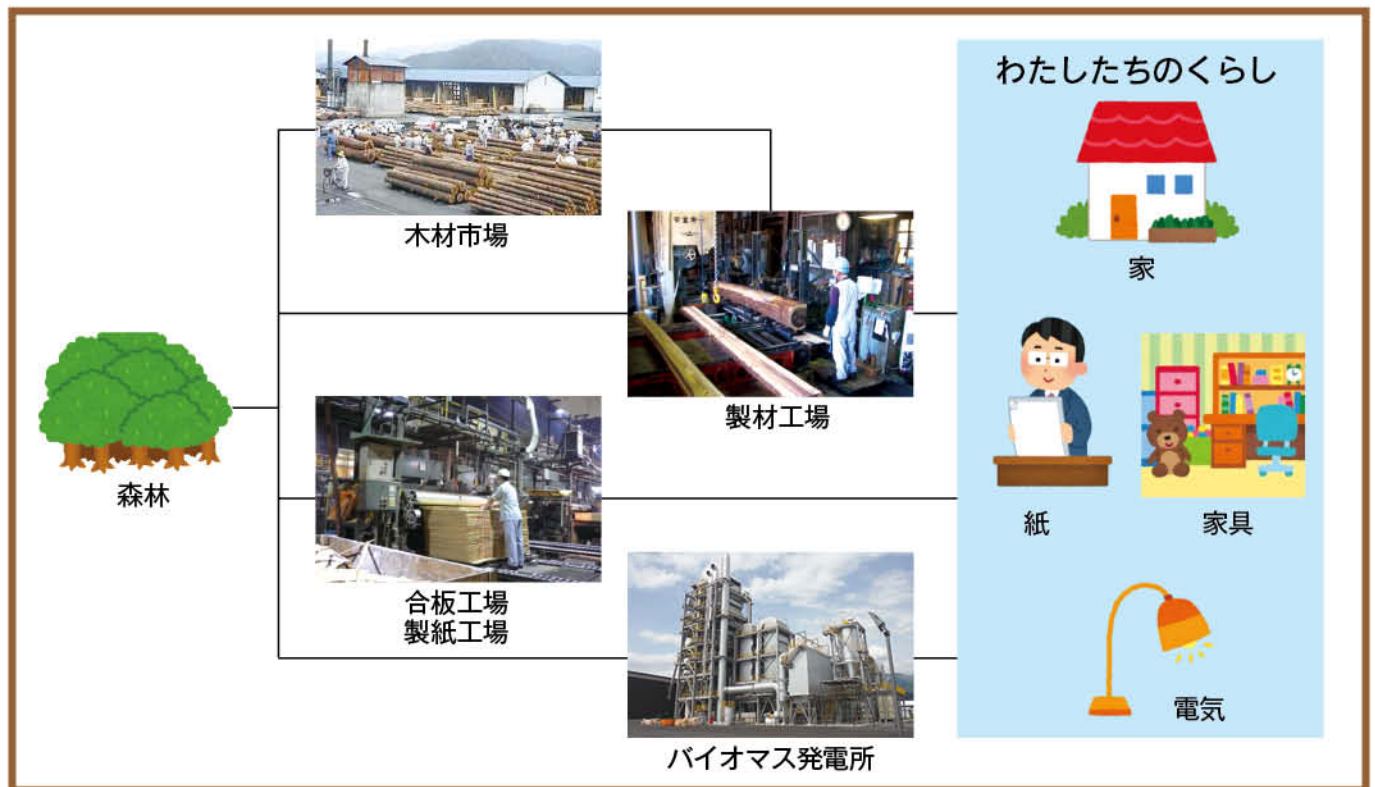 わたしたちのくらし
木材市場
家
製材工場
森林
紙
家具
合板工場
製紙工場
電気
バイオマス発電所